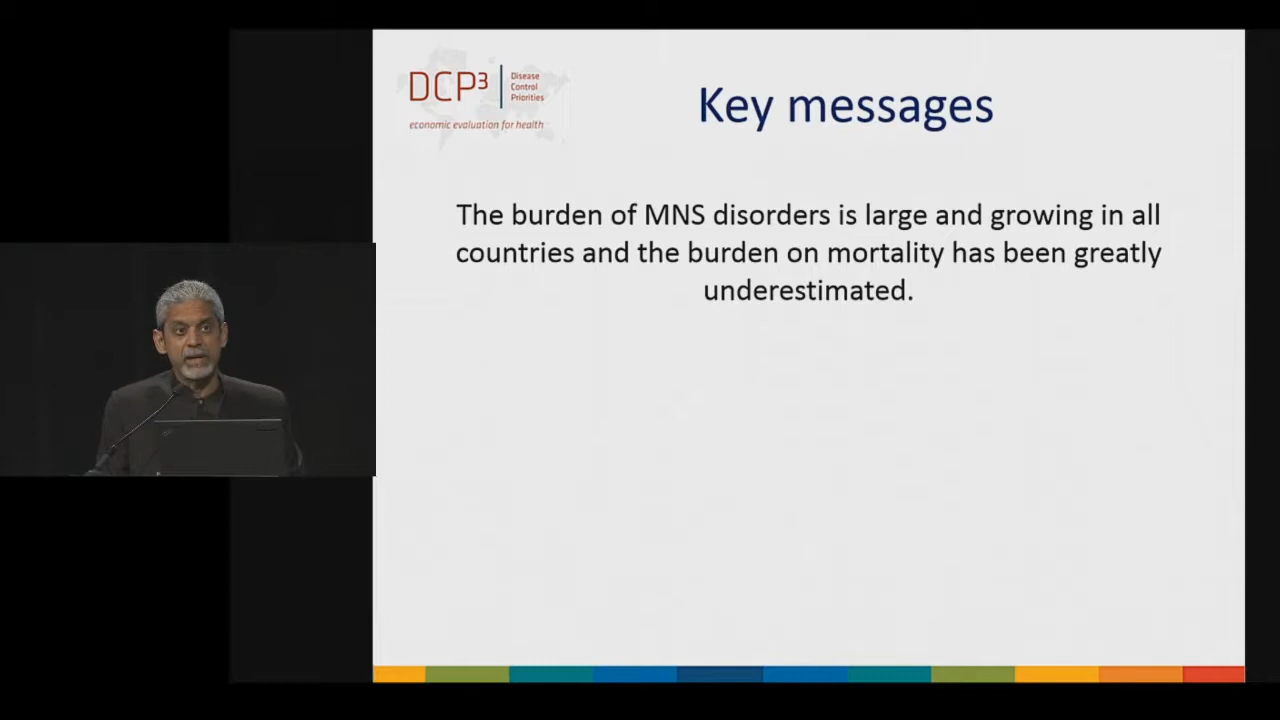 DCP³
Disease
Control
Priorities
economic evaluation for health
Key messages
The burden of MNS disorders is large and growing in all
countries and the burden on mortality has been greatly
underestimated.